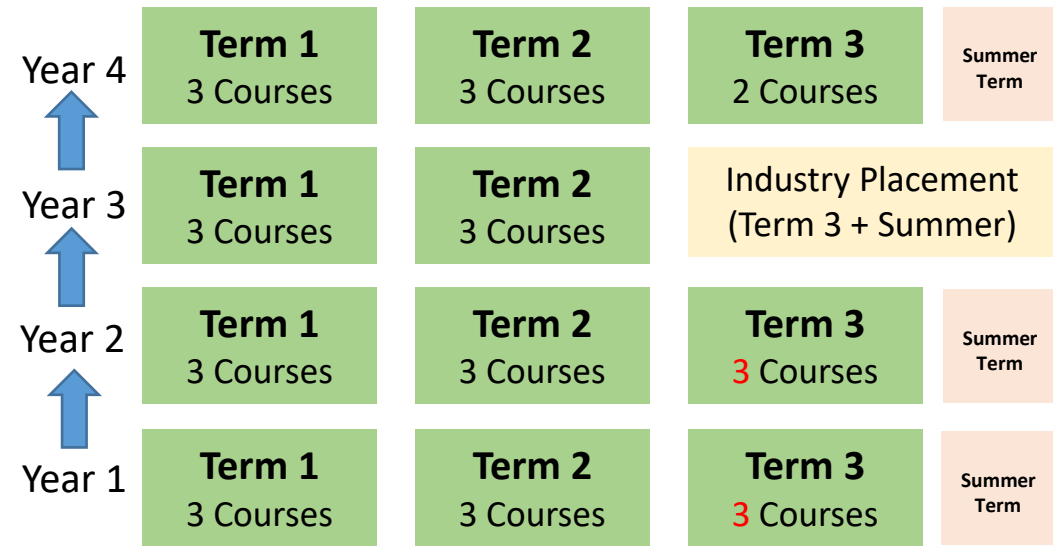 Year 4
Term 1
3 Courses
Term 2
3 Courses
Term 3
2 Courses
Summer
Term
Year 3
Term 1
3 Courses
Term 2
3 Courses
Industry Placement
(Term 3 + Summer)
Year 2
Term 1
3 Courses
Term 2
3 Courses
Term 3
3 Courses
Summer
Term
Year 1
Term 1
3 Courses
Term 2
3 Courses
Term 3
3 Courses
Summer
Term